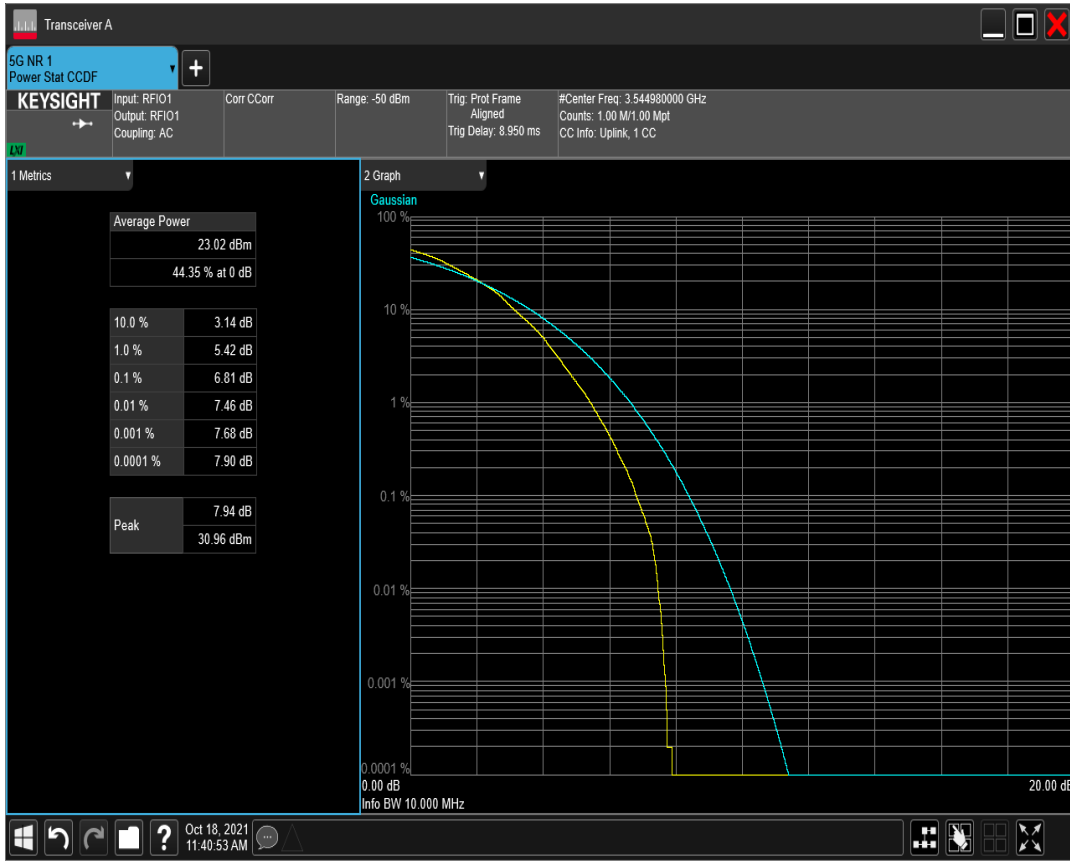 Transceiver A
5G NR 1
Power Stat CCDF
KEYSIGHT
LXI
Input: RFIO1
Output: RFIO1
Coupling: AC
Corr CCorr
Range: -50 dBm
Trig: Prot Frame
Aligned
Trig Delay: 8.950 ms
#Center Freq: 3.544980000 GHz
Counts: 1.00 M/1.00 Mpt
CC Info: Uplink, 1 CC
1 Metrics
Average Power
23.02 dBm
44.35 % at 0 dB
10.0 % 3.14 dB
1.0 % 5.42 dB
0.1 % 6.81 dB
0.01 % 7.46 dB
0.001 % 7.68 dB
0.0001 % 7.90 dB
Peak 7.94 dB
30.96 dBm
2 Graph
Gaussian
100 %
10 %
1 %
0.1 %
0.01 %
0.001 %
0.0001 %
0.00 dB 20.00 dB
Info BW 10.000 MHz
Oct 18, 2021
11:40:53 AM